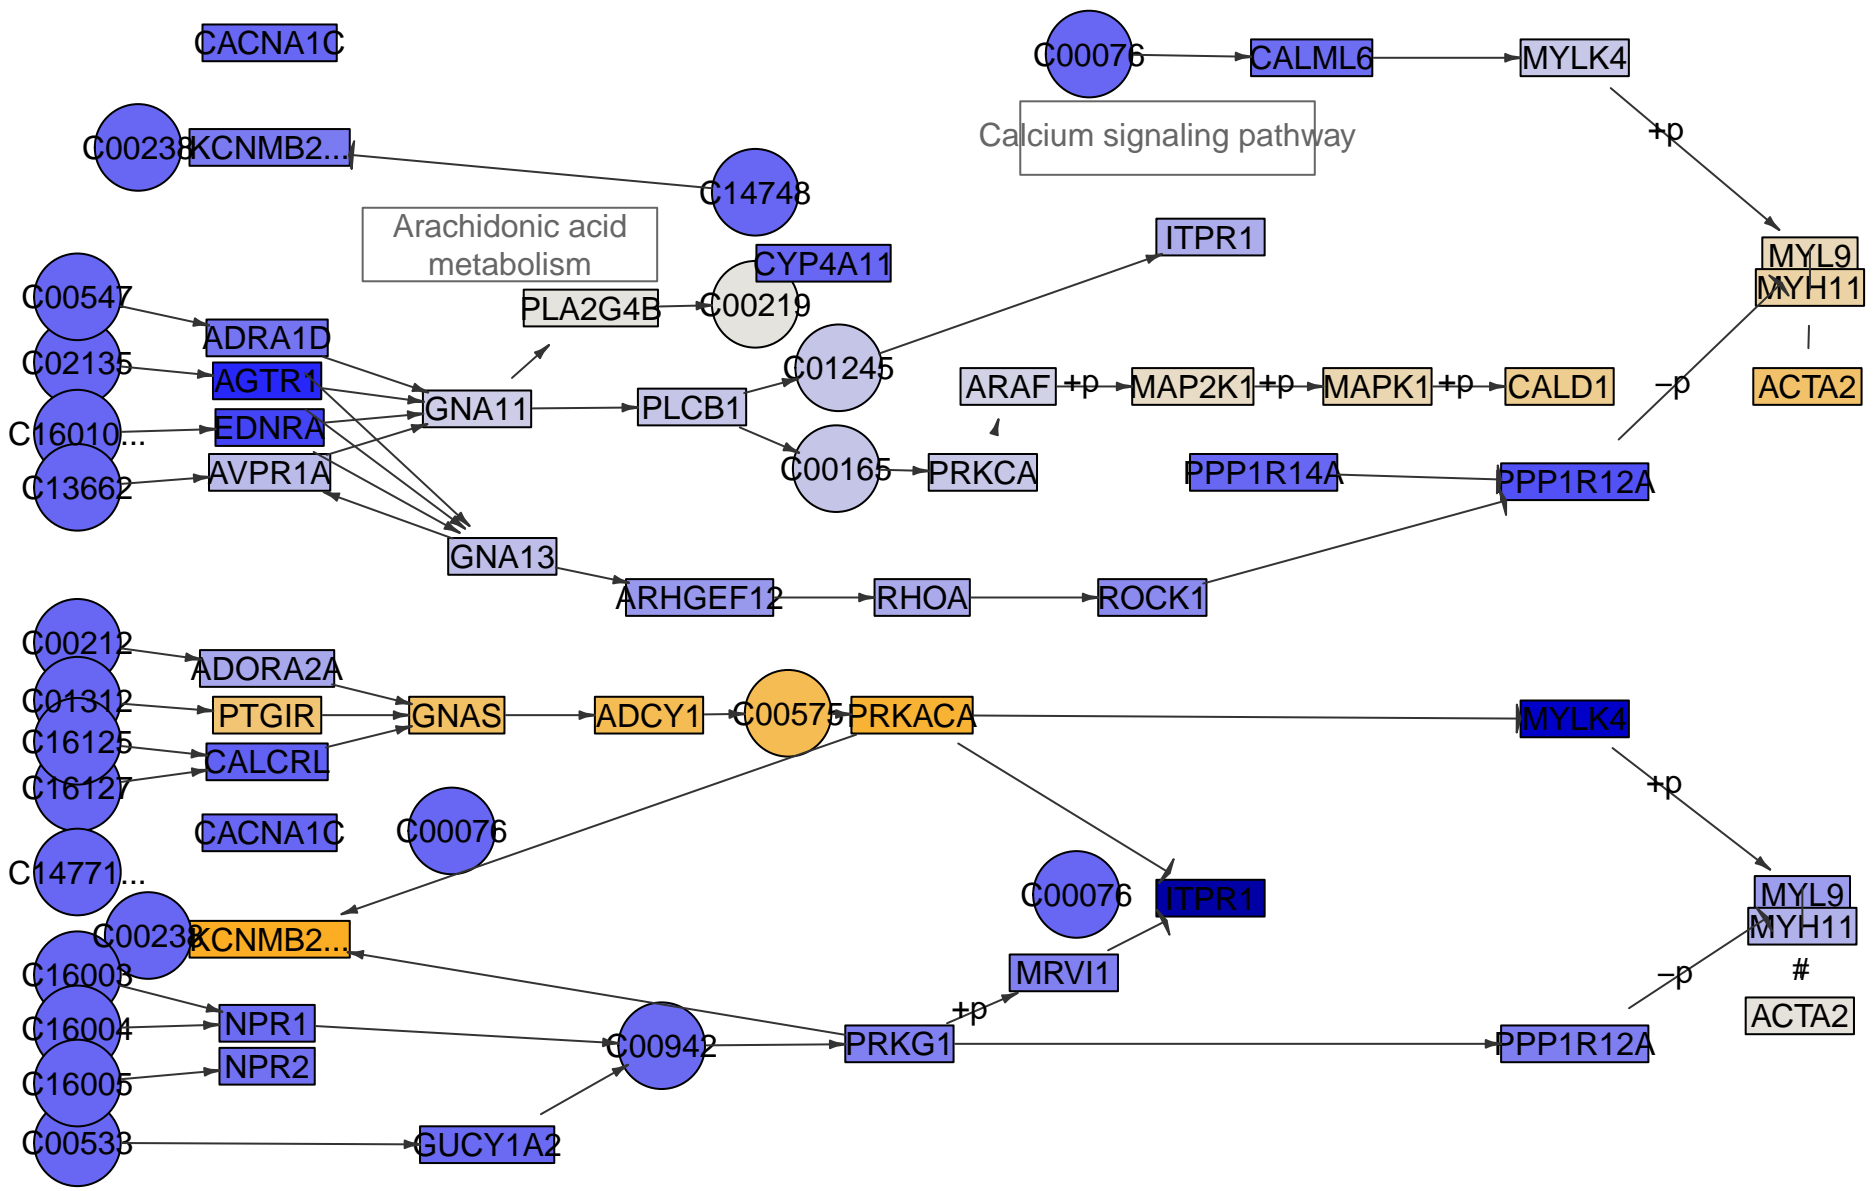 CACNA1C
C00076
CALML6
MYLK4
+p
C00238
KCNMB2...
Calcium signaling pathway
C14748
Arachidonic acid
metabolism
ITPR1
CYP4A11
MYL9
MYH11
C00547
PLA2G4B
C00219
ADRA1D
C02135
C01245
AGTR1
ARAF
+p
MAP2K1
+p
MAPK1
+p
CALD1
−p
ACTA2
GNA11
PLCB1
C16010...
EDNRA
C13662
AVPR1A
C00165
PRKCA
PPP1R14A
PPP1R12A
GNA13
ARHGEF12
RHOA
ROCK1
C00212
ADORA2A
C01312
PTGIR
GNAS
ADCY1
C00575
PRKACA
MYLK4
C16125
CALCRL
C16127
+p
CACNA1C
C00076
C14771...
C00076
ITPR1
MYL9
MYH11
C00238
KCNMB2...
C16003
MRVI1
−p
#
+p
C16004
NPR1
ACTA2
C00942
PRKG1
PPP1R12A
NPR2
C16005
C00533
GUCY1A2